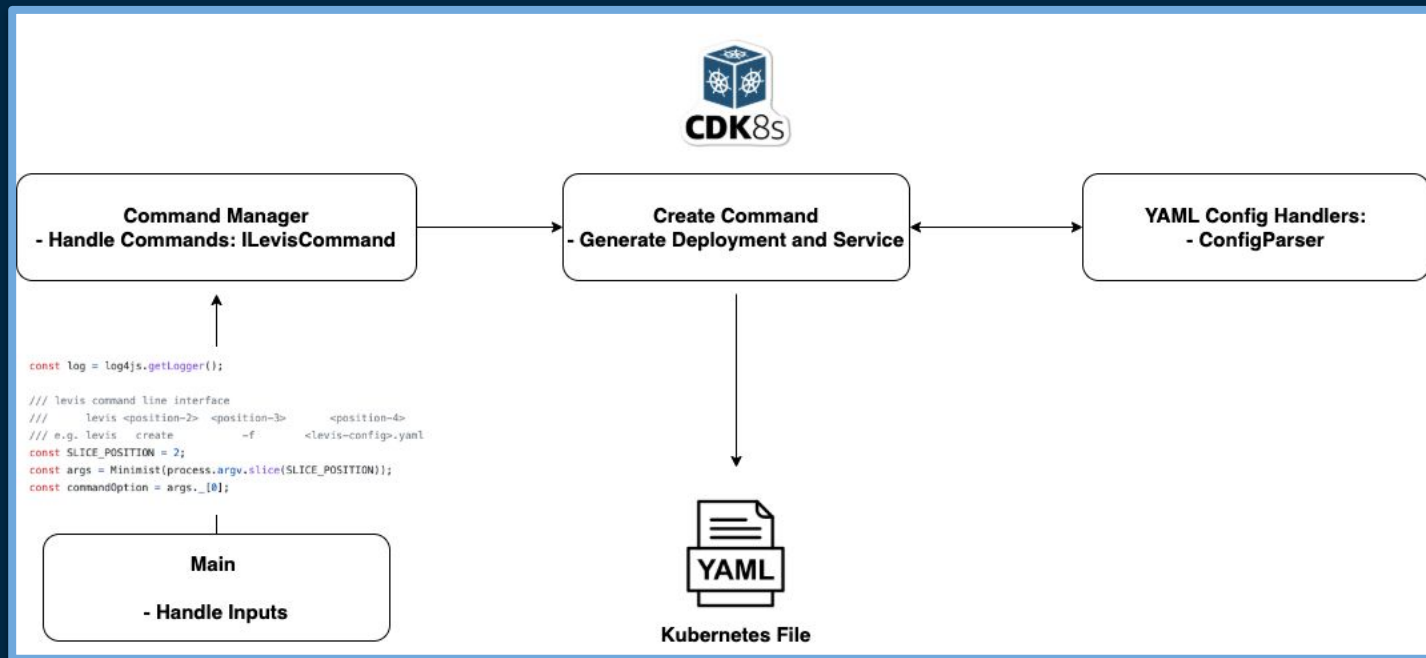 CDK8s
Command Manager
- Handle Commands: ILevisCommand
Create Command
- Generate Deployment and Service
YAML Config Handlers:
- ConfigParser
const log = log4js.getLogger();
/// levis command line interface
///      levis <position-2>  <position-3>      <position-4>
/// e.g. levis   create          -f       <levis-config>.yaml
const SLICE_POSITION = 2;
const args = Minimist(process.argv.slice(SLICE_POSITION));
const commandOption = args._[0];
Main
- Handle Inputs
YAML
Kubernetes File